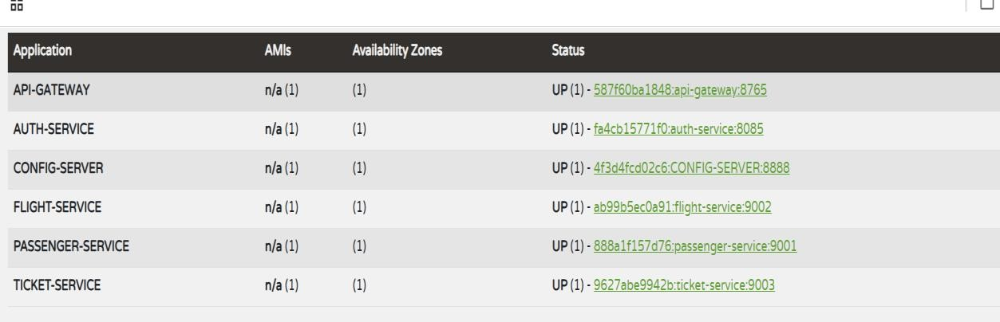 Application AMIs Availability Zones Status
API-GATEWAY n/a (1) (1) UP (1) - 587f60ba1848:api-gateway:8765
AUTH-SERVICE n/a (1) (1) UP (1) - fa4cb15771f0:auth-service:8085
CONFIG-SERVER n/a (1) (1) UP (1) - 4f3d4fcd02c6:CONFIG-SERVER:8888
FLIGHT-SERVICE n/a (1) (1) UP (1) - ab99b5ec0a91:flight-service:9002
PASSENGER-SERVICE n/a (1) (1) UP (1) - 888a1f157d76:passenger-service:9001
TICKET-SERVICE n/a (1) (1) UP (1) - 9627abe9942b:ticket-service:9003